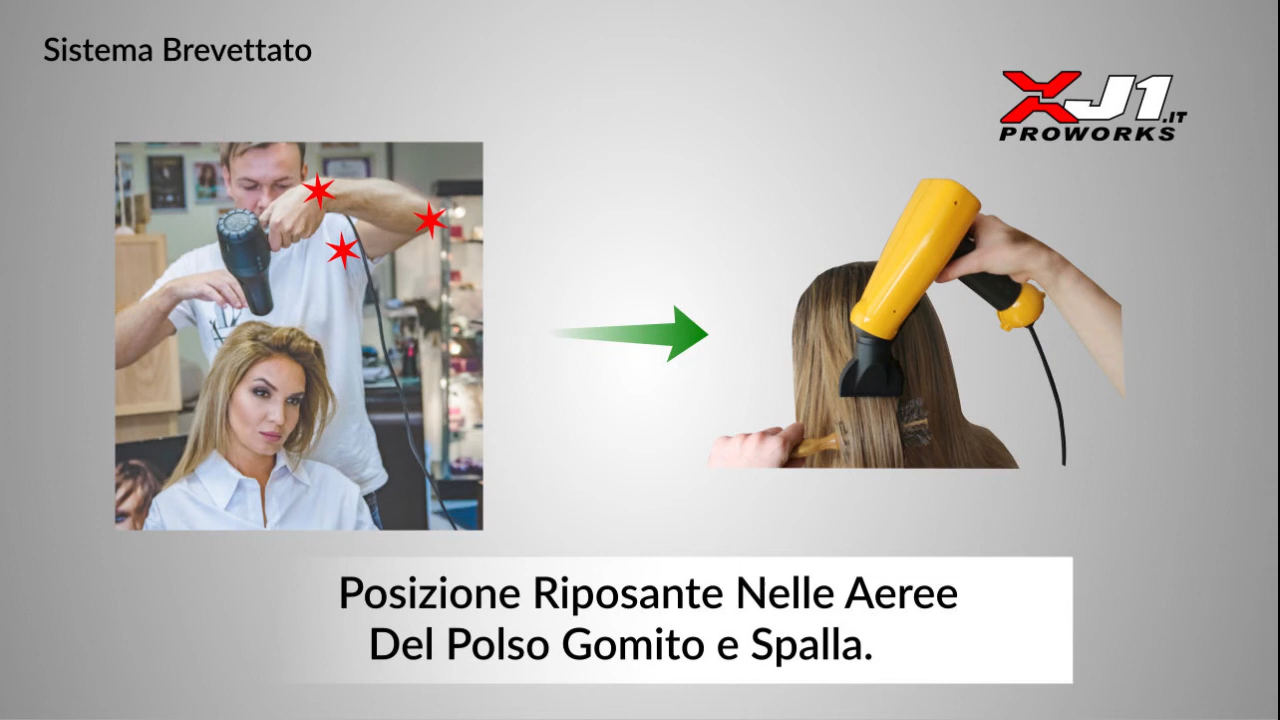 Sistema Brevettato
XJ1.IT
PROWORKS
Posizione Riposante Nelle Aeree
Del Polso Gomito e Spalla.